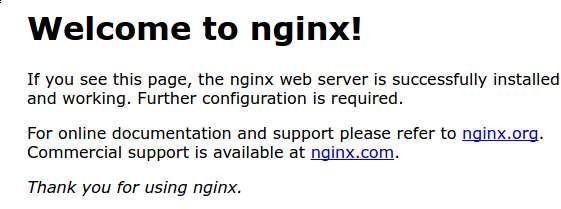 Welcome to nginx!
If you see this page, the nginx web server is successfully installed
and working. Further configuration is required.
For online documentation and support please refer to nginx.org.
Commercial support is available at nginx.com.
Thank you for using nginx.